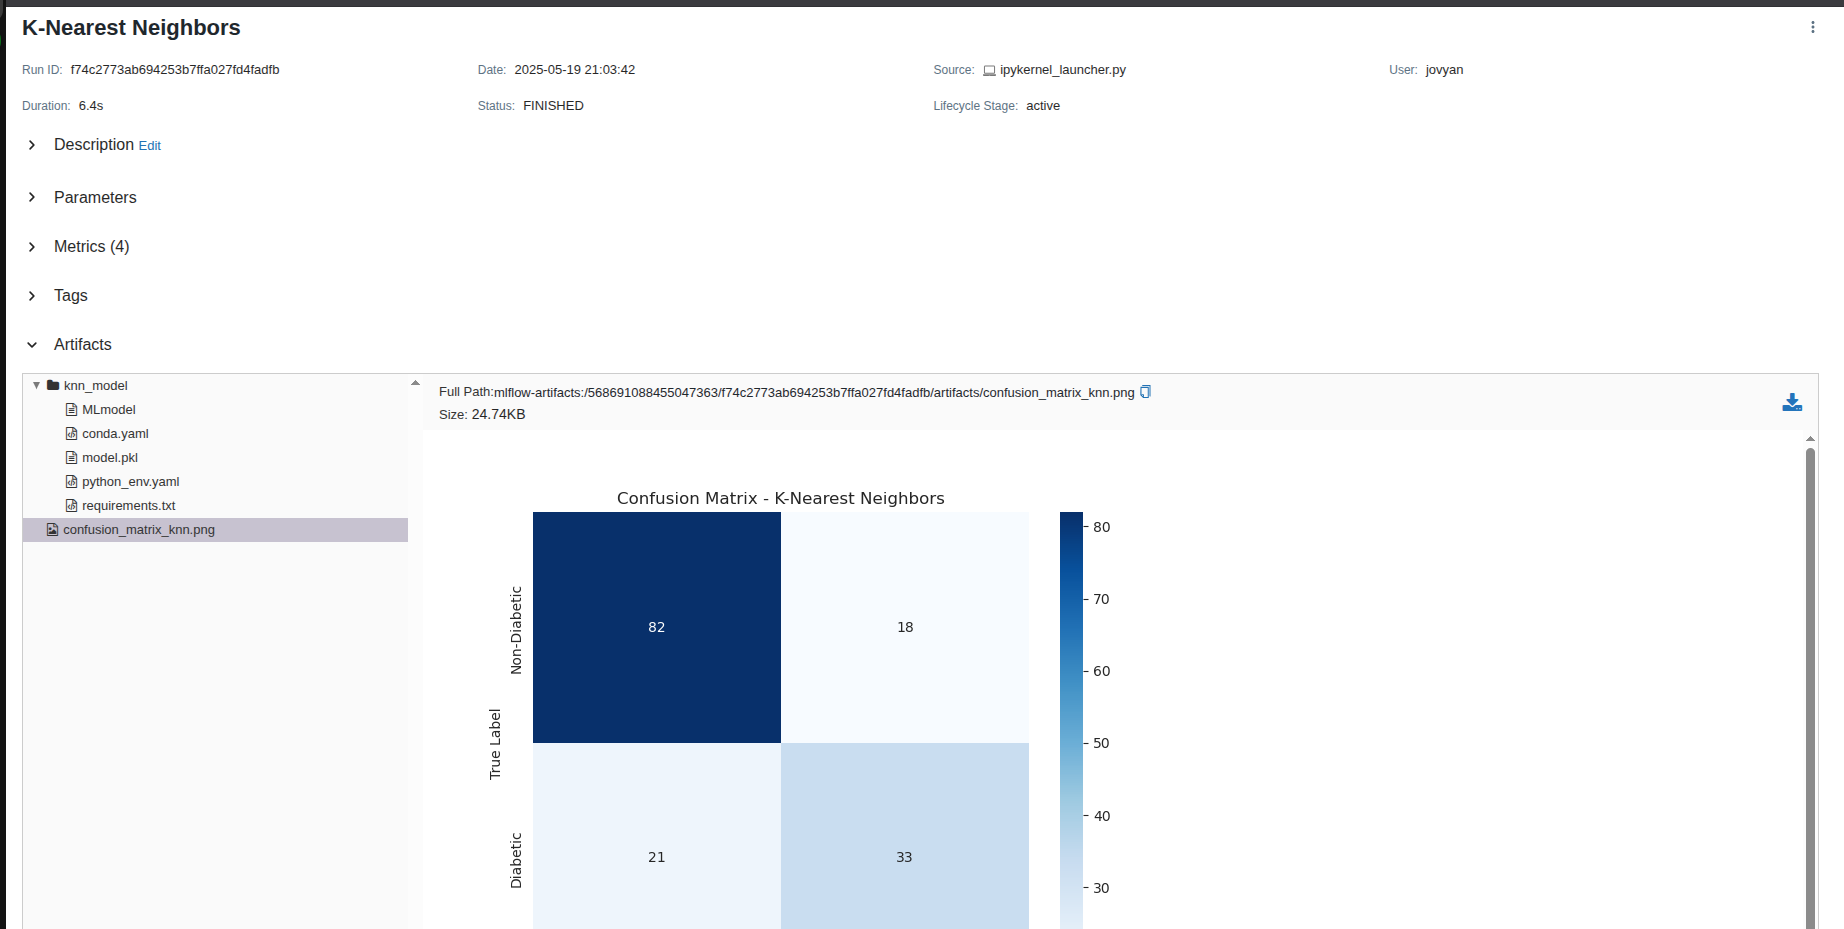 K-Nearest Neighbors
Run ID: f74c2773ab694253b7ffa027fd4fadfb
Date: 2025-05-19 21:03:42
Source: ipykernel_launcher.py
User: jovyan
Duration: 6.4s
Status: FINISHED
Lifecycle Stage: active
Description Edit
Parameters
Metrics (4)
Tags
Artifacts
knn_model
MLmodel
conda.yaml
model.pkl
python_env.yaml
requirements.txt
confusion_matrix_knn.png
Full Path:mlflow-artifacts:/568691088455047363/f74c2773ab694253b7ffa027fd4fadfb/artifacts/confusion_matrix_knn.png
Size: 24.74KB
Confusion Matrix - K-Nearest Neighbors
True Label
Non-Diabetic
Diabetic
82
18
21
33
80
70
60
50
40
30